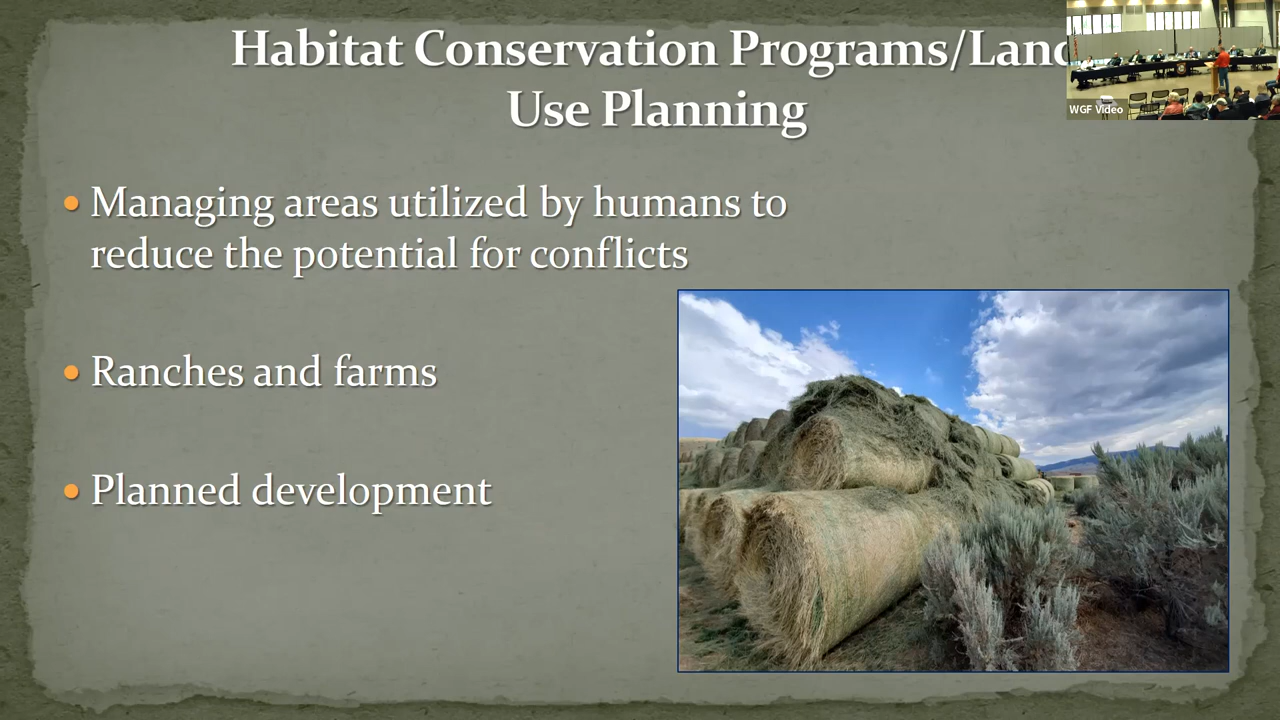 Habitat Conservation Programs/Land
Use Planning
WGF Video
• Managing areas utilized by humans to
reduce the potential for conflicts
• Ranches and farms
• Planned development